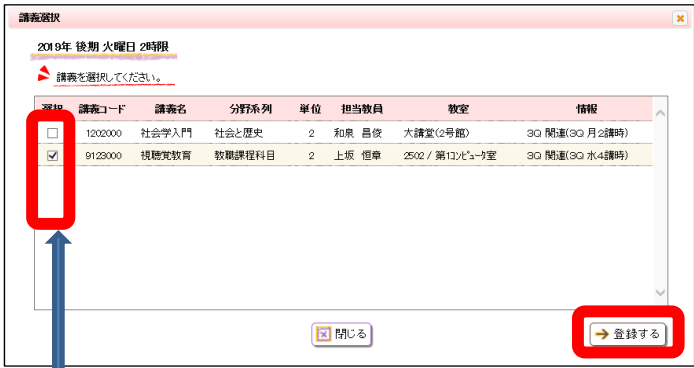 講義選択
2019年 後期 火曜日 2時限
講義を選択してください。
選択 講義コード 講義名 分野系列 単位 担当教員 教室 情報
1202000 社会学入門 社会と歴史 2 和泉 昌俊 大講堂(2号館) 3Q 関連(3Q 月2講時)
9123000 視聴覚教育 教職課程科目 2 上坂 恒章 2502 / 第1コンピュータ室 3Q 関連(3Q 水4講時)
閉じる 登録する